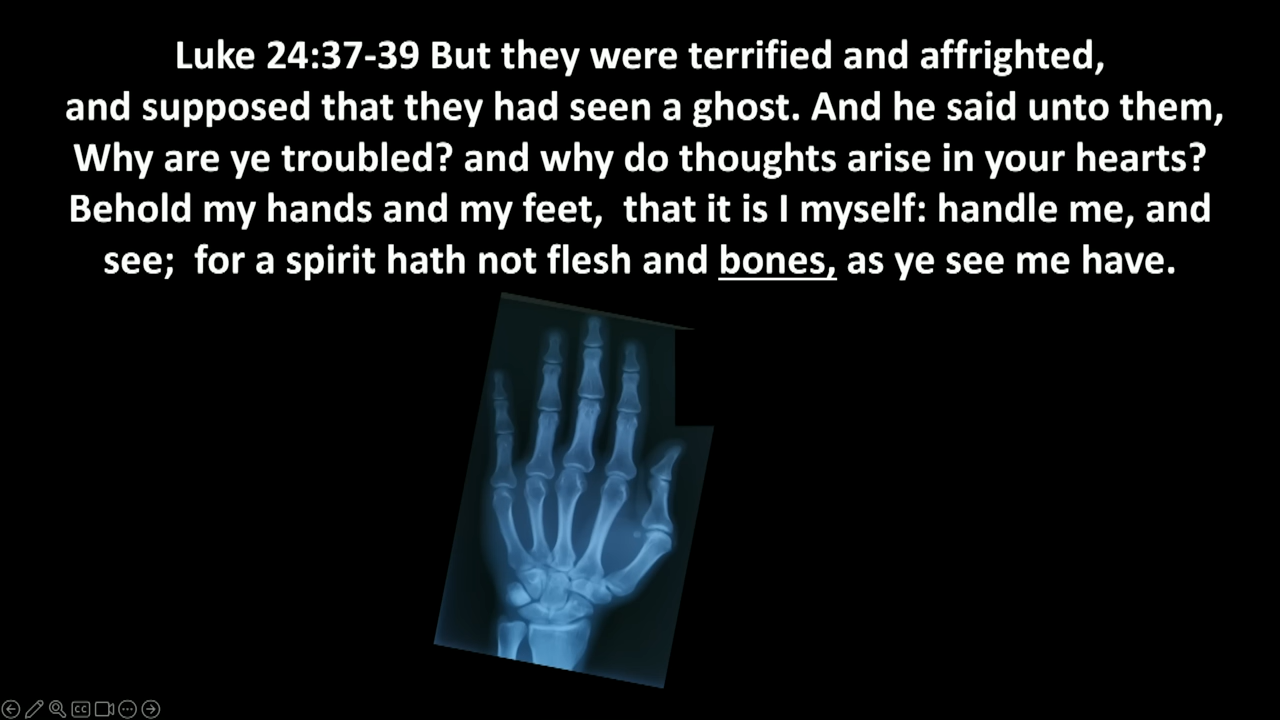 Luke 24:37-39 But they were terrified and affrighted,
and supposed that they had seen a ghost. And he said unto them,
Why are ye troubled? and why do thoughts arise in your hearts?
Behold my hands and my feet,  that it is I myself: handle me, and
see;  for a spirit hath not flesh and bones, as ye see me have.
CC